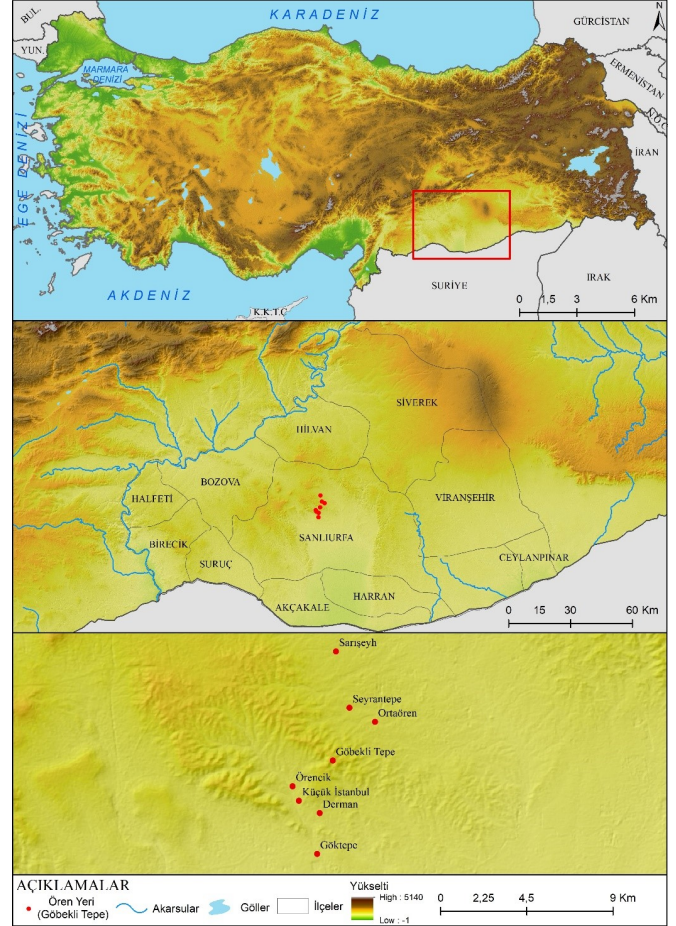 KARADENİZ
N
BUL.
GÜRCİSTAN
YUN.
MARMARA
DENİZİ
ERMENİSTAN
İRAN
EGE DENİZİ
SURİYE
IRAK
AKDENİZ
K.K.T.C
0 1,5 3 6 Km
SİVEREK
HİLVAN
BOZOVA
HALFETİ
VİRANŞEHİR
SANLIURFA
BİRECİK
SURUÇ
CEYLANPINAR
HARRAN
AKÇAKALE
0 15 30 60 Km
Sarışeyh
Seyrantepe
Ortaören
Göbekli Tepe
Örencik
Küçük İstanbul
Derman
Göktepe
AÇIKLAMALAR
Ören Yeri
(Göbekli Tepe)
Akarsular
Göller
İlçeler
Yükselti
High : 5140
Low : -1
0 2,25 4,5 9 Km